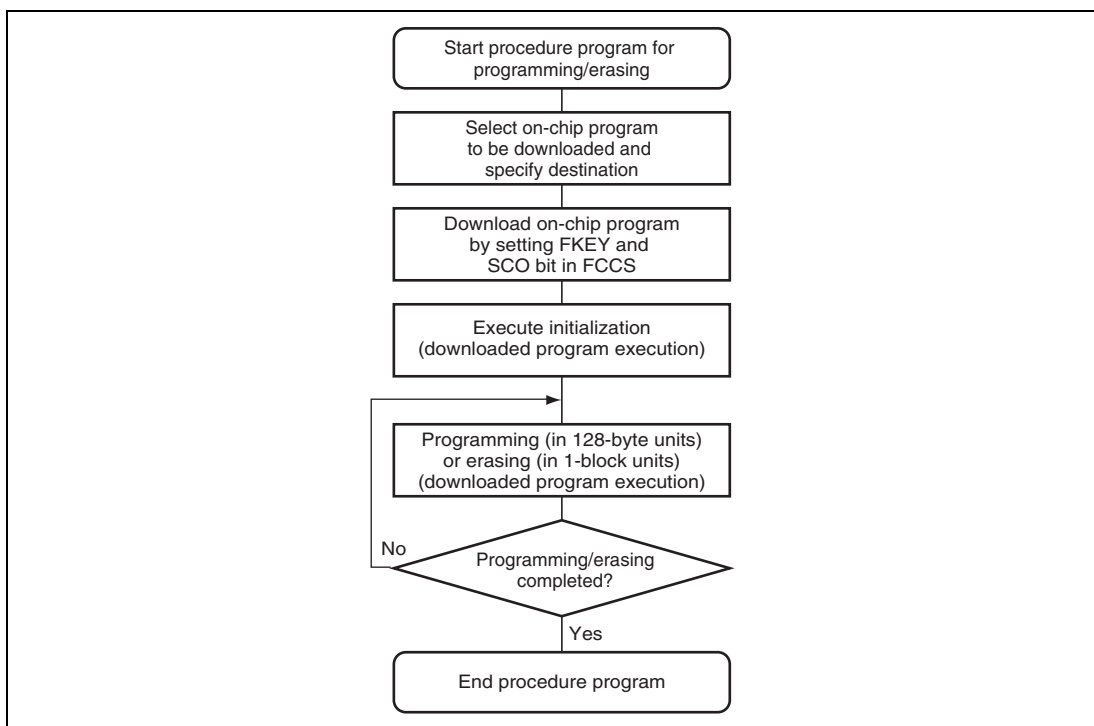 Start procedure program for
programming/erasing
Select on-chip program
to be downloaded and
specify destination
Download on-chip program
by setting FKEY and
SCO bit in FCCS
Execute initialization
(downloaded program execution)
Programming (in 128-byte units)
or erasing (in 1-block units)
(downloaded program execution)
No
Programming/erasing
completed?
Yes
End procedure program